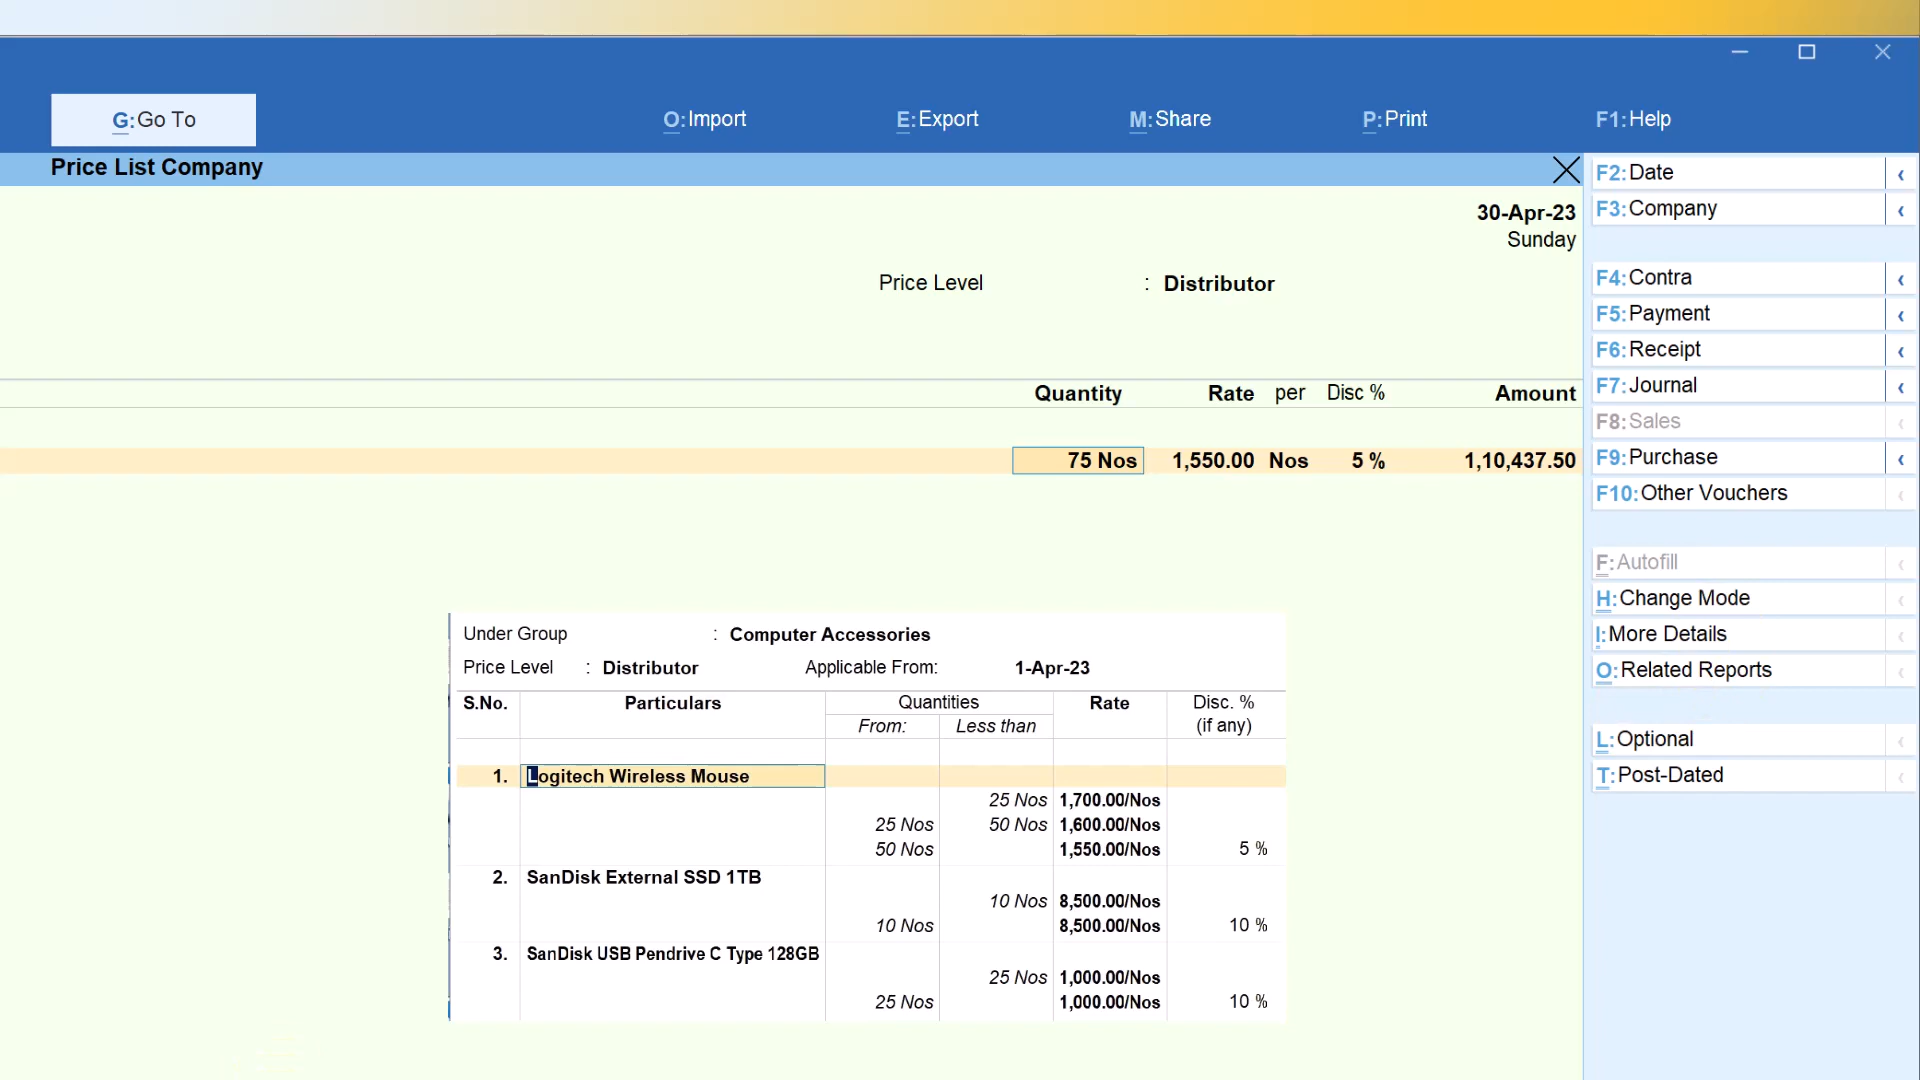 G:Go To
O:Import
E:Export
M:Share
P:Print
F1:Help
Price List Company
30-Apr-23
Sunday
Price Level : Distributor
Quantity Rate per Disc % Amount
75 Nos 1,550.00 Nos 5 % 1,10,437.50
Under Group : Computer Accessories
Price Level : Distributor Applicable From: 1-Apr-23
S.No. Particulars Quantities Rate Disc. %
From: Less than (if any)
1. Logitech Wireless Mouse
25 Nos 1,700.00/Nos
25 Nos 50 Nos 1,600.00/Nos
50 Nos 1,550.00/Nos 5 %
2. SanDisk External SSD 1TB
10 Nos 8,500.00/Nos
10 Nos 8,500.00/Nos 10 %
3. SanDisk USB Pendrive C Type 128GB
25 Nos 1,000.00/Nos
25 Nos 1,000.00/Nos 10 %
F2:Date
F3:Company
F4:Contra
F5:Payment
F6:Receipt
F7:Journal
F8:Sales
F9:Purchase
F10:Other Vouchers
F:Autofill
H:Change Mode
I:More Details
O:Related Reports
L:Optional
T:Post-Dated